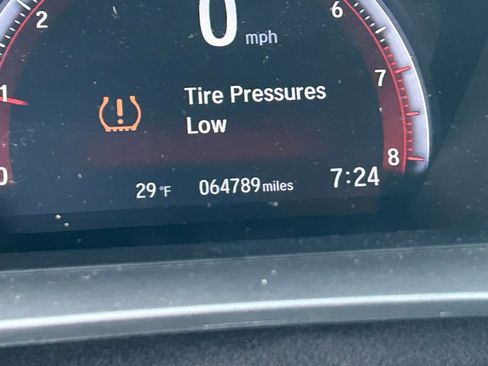 2
6
0
mph
7
1
Tire Pressures
Low
8
0
29 °F 064789 miles 7:24